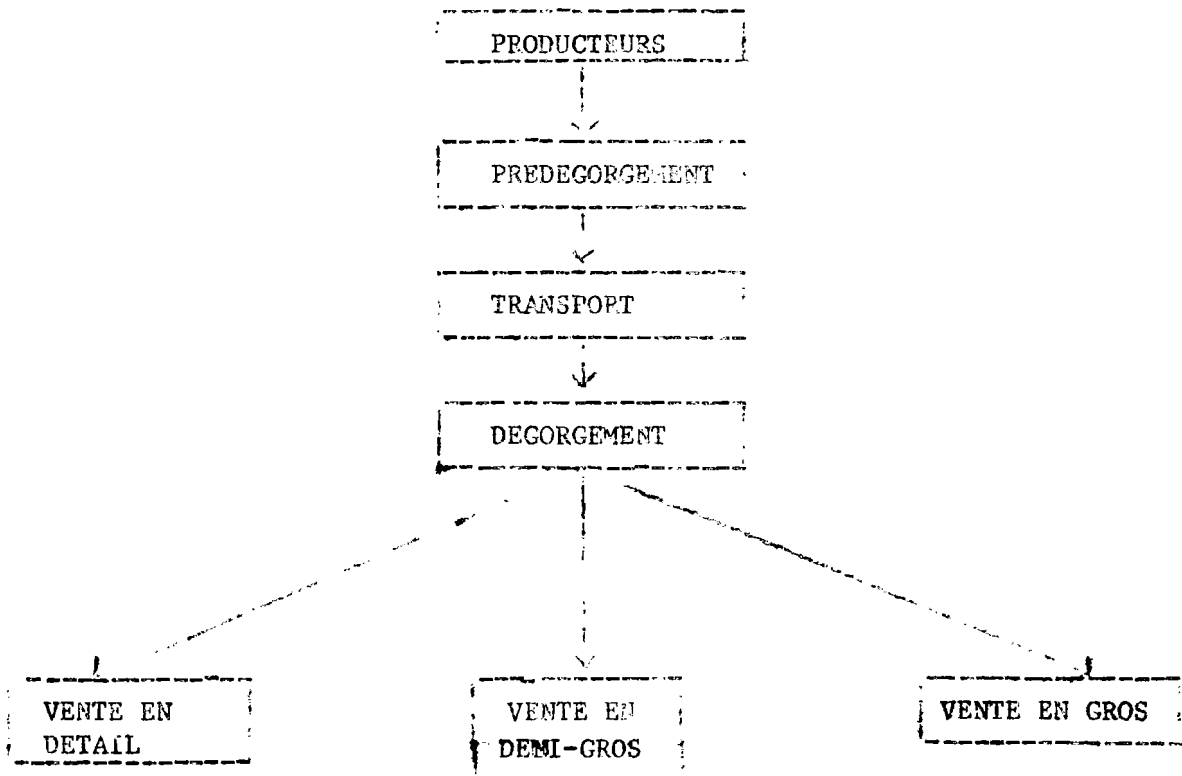 PRODUCTEURS
PREDEGORGEMENT
TRANSPORT
DEGORGEMENT
VENTE EN
DETAIL
VENTE EN
DEMI-GROS
VENTE EN GROS